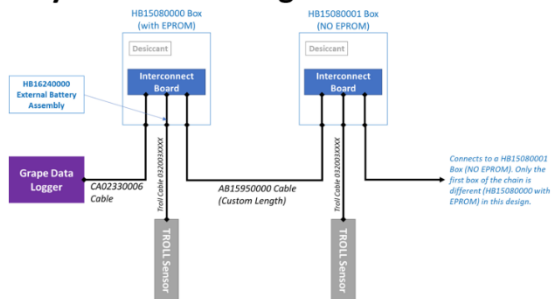 HB15080000 Box
(with EPROM)
HB15080001 Box
(NO EPROM)
Desiccant
Desiccant
Interconnect
Board
Interconnect
Board
HB16240000
External Battery
Assembly
Grape Data
Logger
CA02330006
Cable
Troll Cable 032003XXXX
AB15950000 Cable
(Custom Length)
Troll Cable 032003XXXX
Connects to a HB15080001
Box (NO EPROM). Only the
first box of the chain is
different (HB15080000 with
EPROM) in this design.
TROLL Sensor
TROLL Sensor